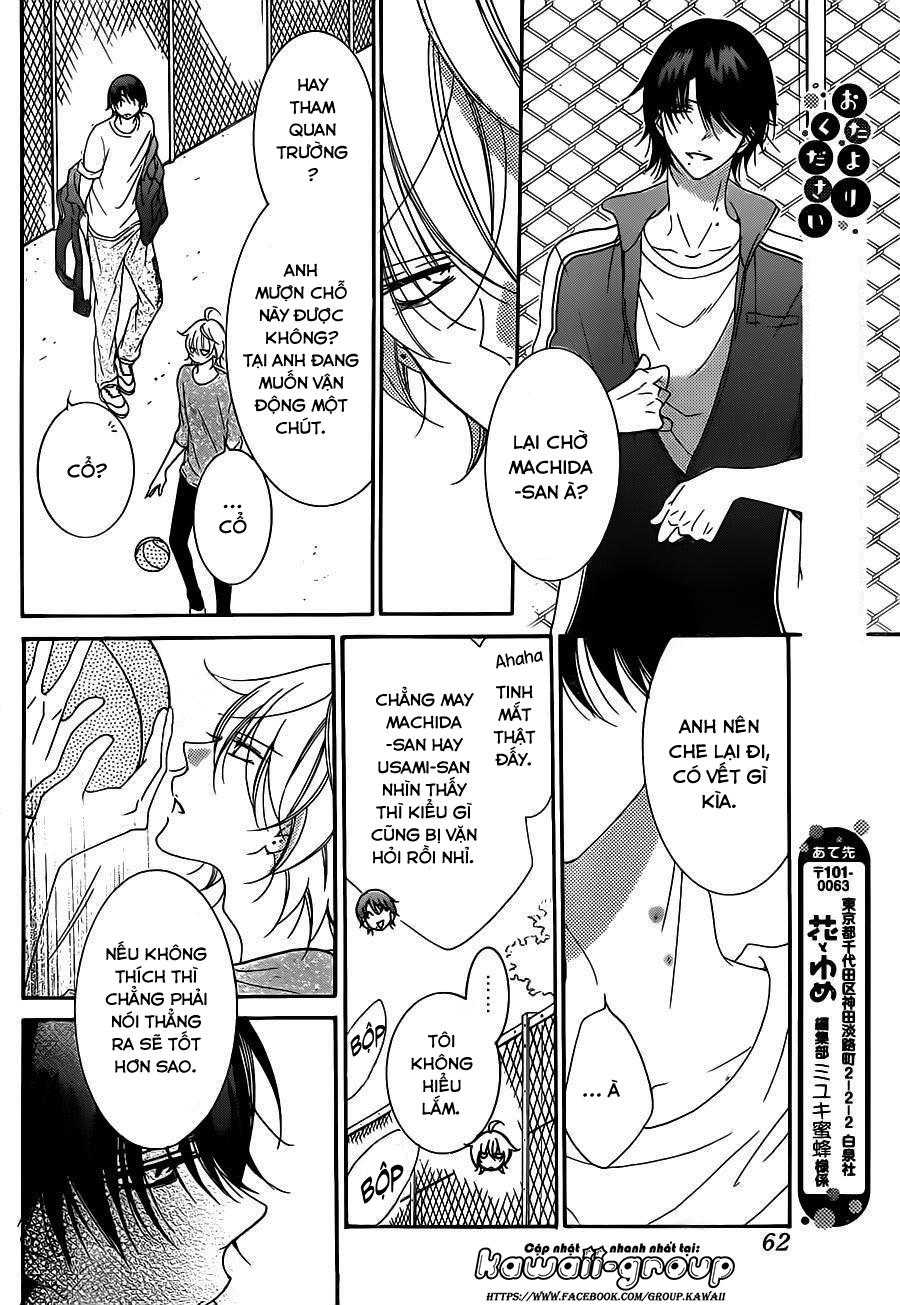 おたより
ください
LẠI CHỜ
MACHIDA
-SAN À?
HAY
THAM
QUAN
TRƯỜNG
?
ANH
MƯỢN CHỖ
NÀY ĐƯỢC
KHÔNG?
TẠI ANH ĐANG
MUỐN VẬN
ĐỘNG MỘT
CHÚT.
...
CỔ
CỔ?
ANH NÊN
CHE LẠI ĐI,
CÓ VẾT GÌ
KÌA.
... À
Ahaha
TINH
MẮT
THẬT
ĐẤY.
CHẲNG MAY
MACHIDA
-SAN HAY
USAMI-SAN
NHÌN THẤY
THÌ KIỂU GÌ
CŨNG BỊ VẶN
HỎI RỒI NHỈ.
......
TÔI
KHÔNG
HIỂU
LẮM.
BỘP
BỘP
NẾU KHÔNG
THÍCH THÌ
CHẲNG PHẢI
NÓI THẲNG
RA SẼ TỐT
HƠN SAO.
あて先
〒101-
0063
東京都千代田区神田淡路町2-2-2 白泉社
花とゆめ 編集部 ミユキ蜜蜂様係
62
Cập nhật nhanh nhất tại:
kawaii-group
HTTPS://WWW.FACEBOOK.COM/GROUP.KAWAII